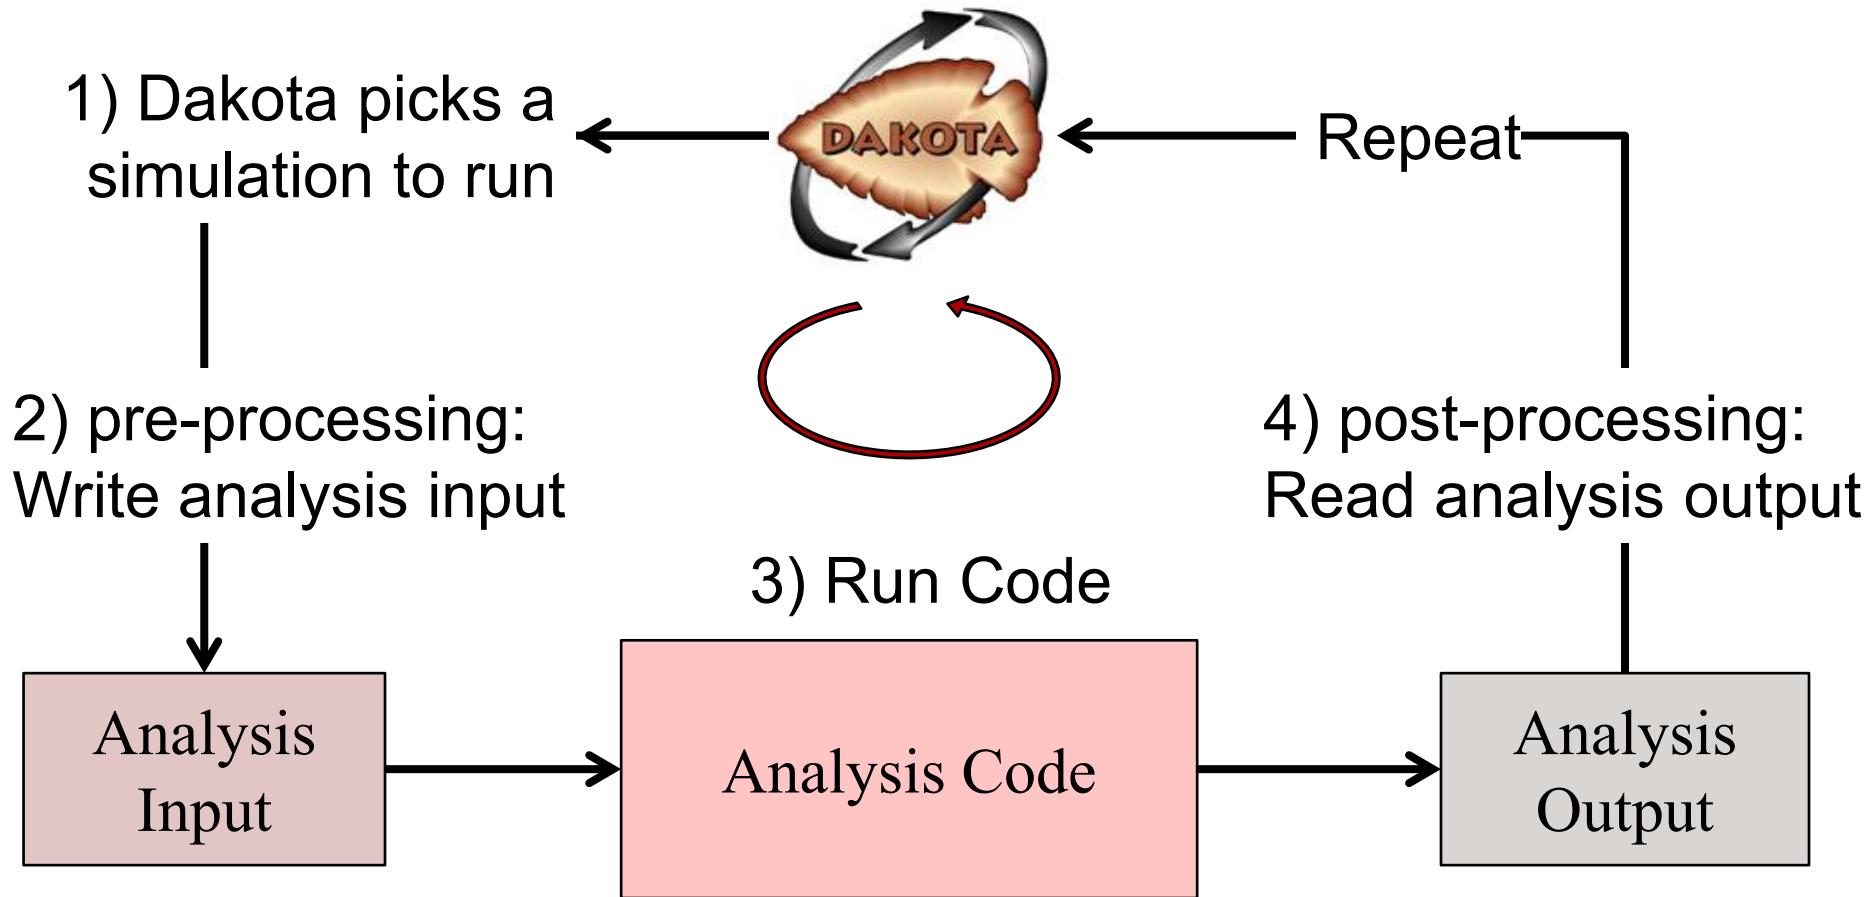 1) Dakota picks a
simulation to run
DAKOTA
Repeat
2) pre-processing:
Write analysis input
4) post-processing:
Read analysis output
3) Run Code
Analysis
Input
Analysis Code
Analysis
Output